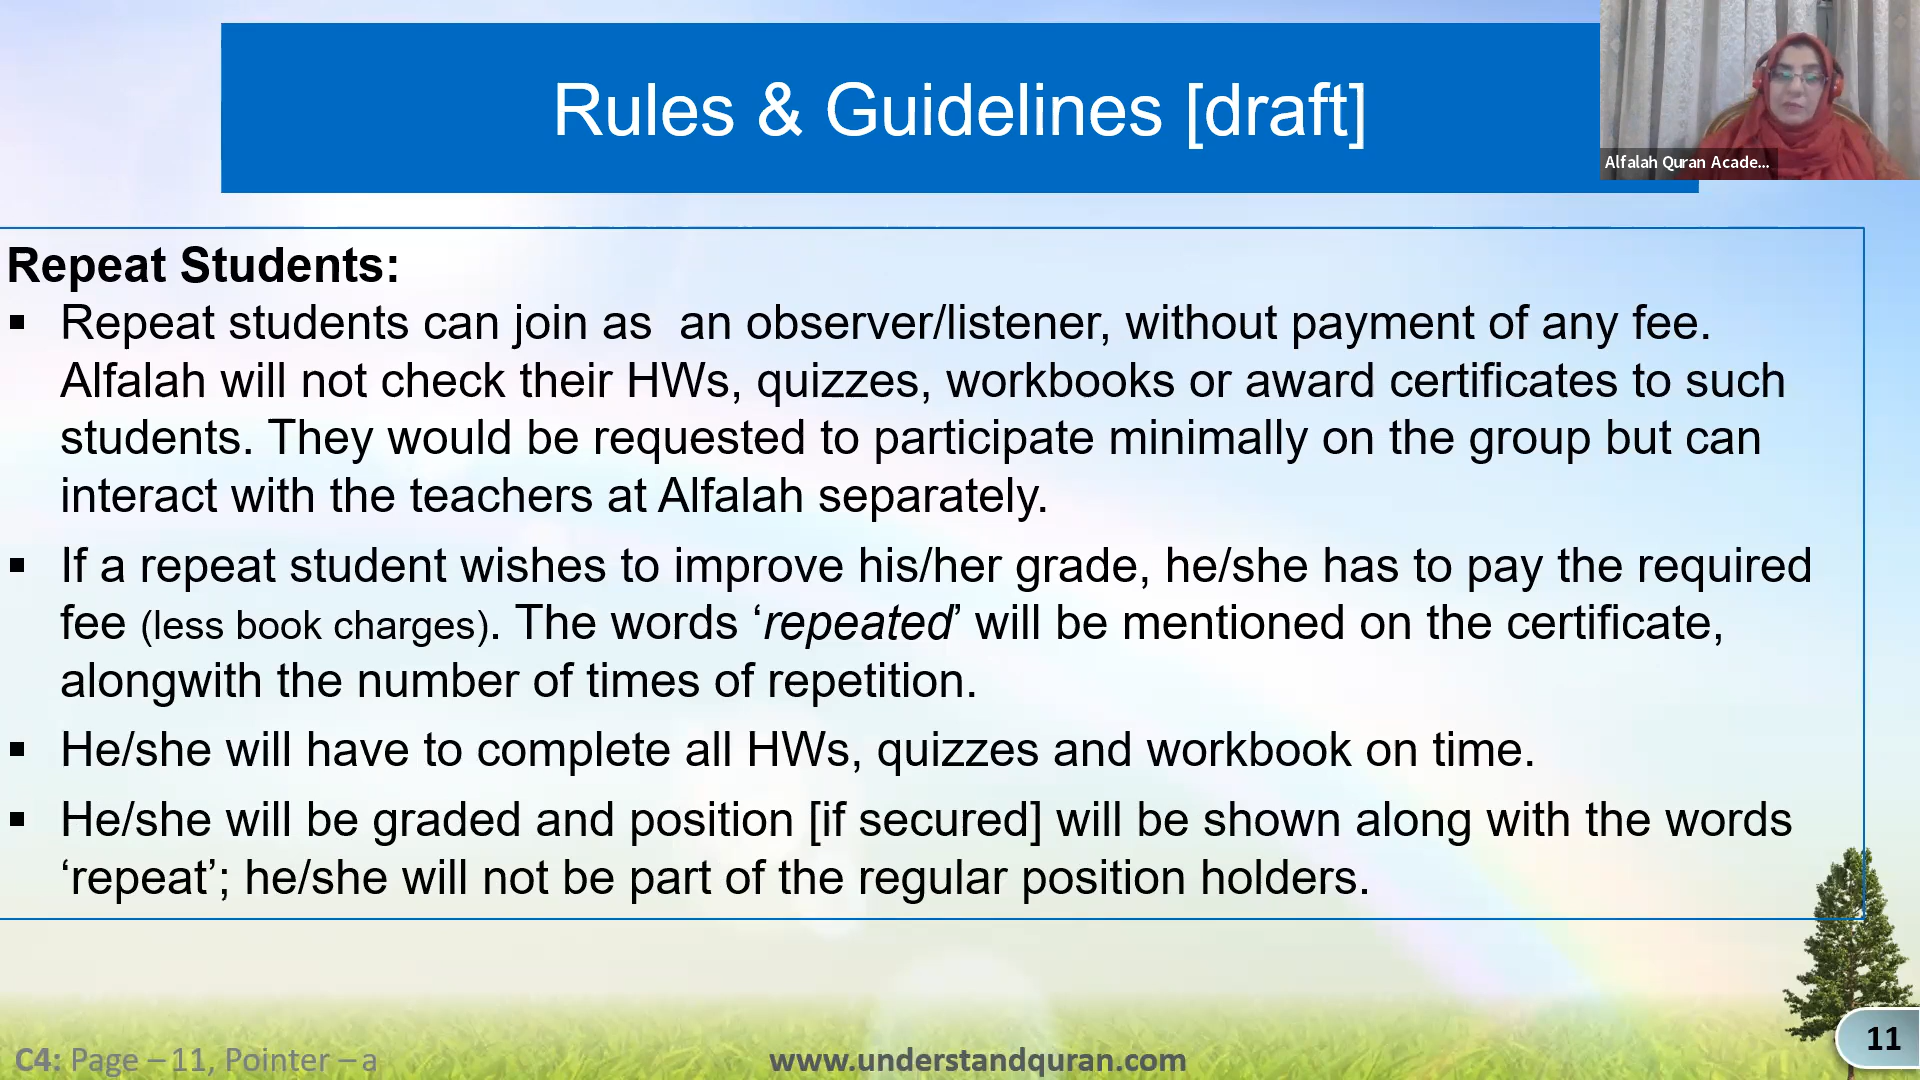 Rules & Guidelines [draft]
Alfalah Quran Acade...
Repeat Students:
▪ Repeat students can join as  an observer/listener, without payment of any fee.
Alfalah will not check their HWs, quizzes, workbooks or award certificates to such
students. They would be requested to participate minimally on the group but can
interact with the teachers at Alfalah separately.
▪ If a repeat student wishes to improve his/her grade, he/she has to pay the required
fee (less book charges). The words ‘repeated’ will be mentioned on the certificate,
alongwith the number of times of repetition.
▪ He/she will have to complete all HWs, quizzes and workbook on time.
▪ He/she will be graded and position [if secured] will be shown along with the words
‘repeat’; he/she will not be part of the regular position holders.
C4: Page – 11, Pointer – a
www.understandquran.com
11